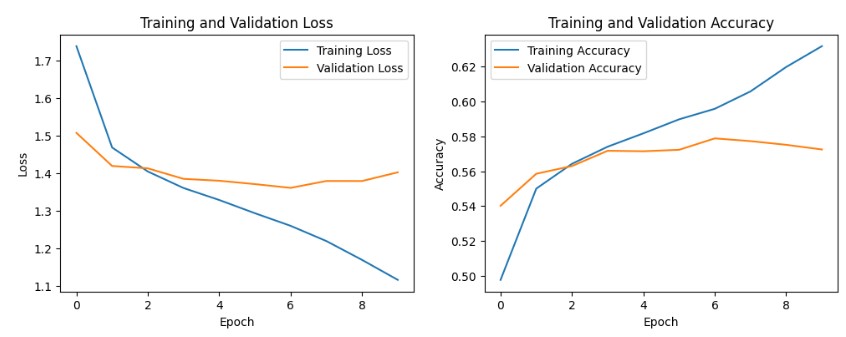 Training and Validation Loss
Training Loss
Validation Loss
1.7
1.6
1.5
1.4
1.3
1.2
1.1
Loss
0 2 4 6 8
Epoch
Training and Validation Accuracy
Training Accuracy
Validation Accuracy
0.62
0.60
0.58
0.56
0.54
0.52
0.50
Accuracy
0 2 4 6 8
Epoch